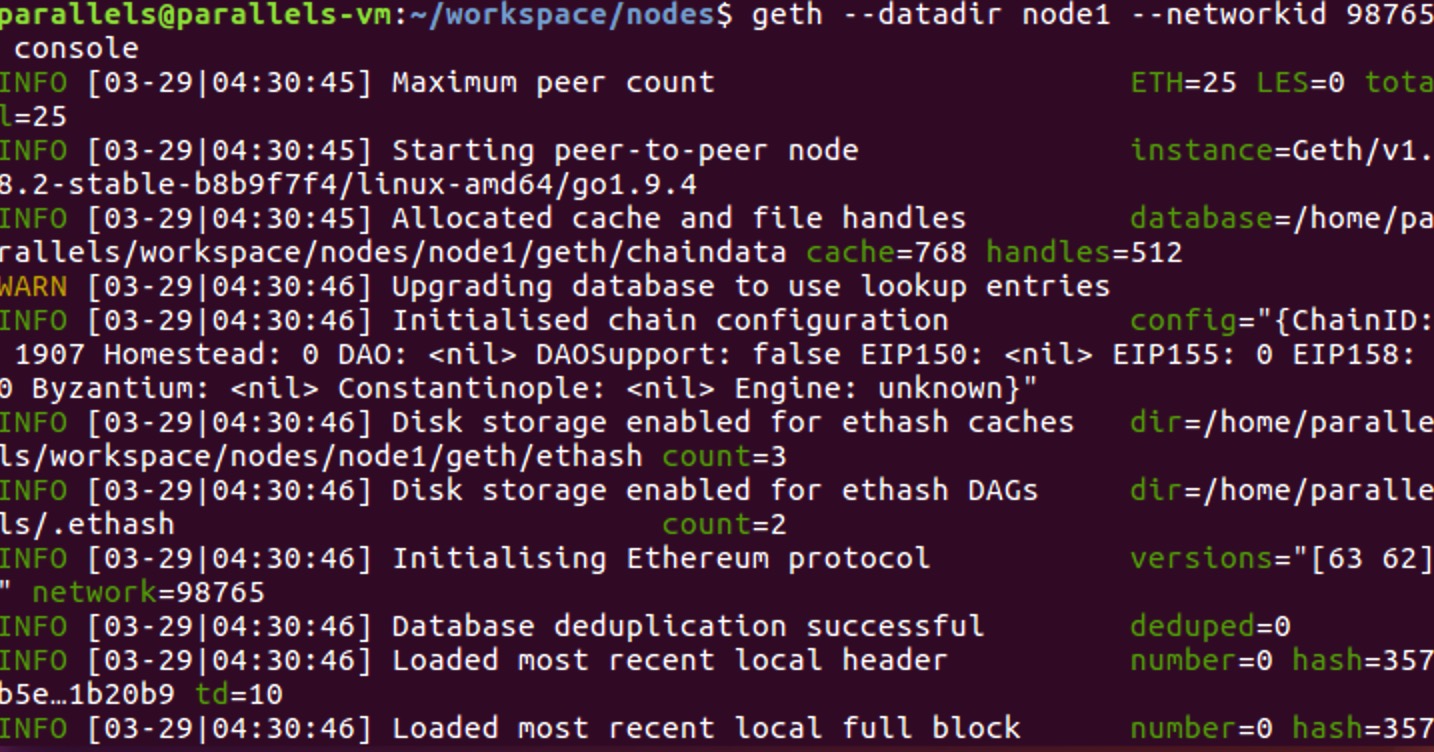 parallels@parallels-vm:~/workspace/nodes$ geth --datadir node1 --networkid 98765
 console
INFO [03-29|04:30:45] Maximum peer count                       ETH=25 LES=0 tota
l=25
INFO [03-29|04:30:45] Starting peer-to-peer node               instance=Geth/v1.
8.2-stable-b8b9f7f4/linux-amd64/go1.9.4
INFO [03-29|04:30:45] Allocated cache and file handles         database=/home/pa
rallels/workspace/nodes/node1/geth/chaindata cache=768 handles=512
WARN [03-29|04:30:46] Upgrading database to use lookup entries
INFO [03-29|04:30:46] Initialised chain configuration          config="{ChainID:
 1907 Homestead: 0 DAO: <nil> DAOSupport: false EIP150: <nil> EIP155: 0 EIP158:
0 Byzantium: <nil> Constantinople: <nil> Engine: unknown}"
INFO [03-29|04:30:46] Disk storage enabled for ethash caches   dir=/home/paralle
ls/workspace/nodes/node1/geth/ethash count=3
INFO [03-29|04:30:46] Disk storage enabled for ethash DAGs     dir=/home/paralle
ls/.ethash                           count=2
INFO [03-29|04:30:46] Initialising Ethereum protocol           versions="[63 62]
" network=98765
INFO [03-29|04:30:46] Database deduplication successful        deduped=0
INFO [03-29|04:30:46] Loaded most recent local header          number=0 hash=357
b5e…1b20b9 td=10
INFO [03-29|04:30:46] Loaded most recent local full block      number=0 hash=357